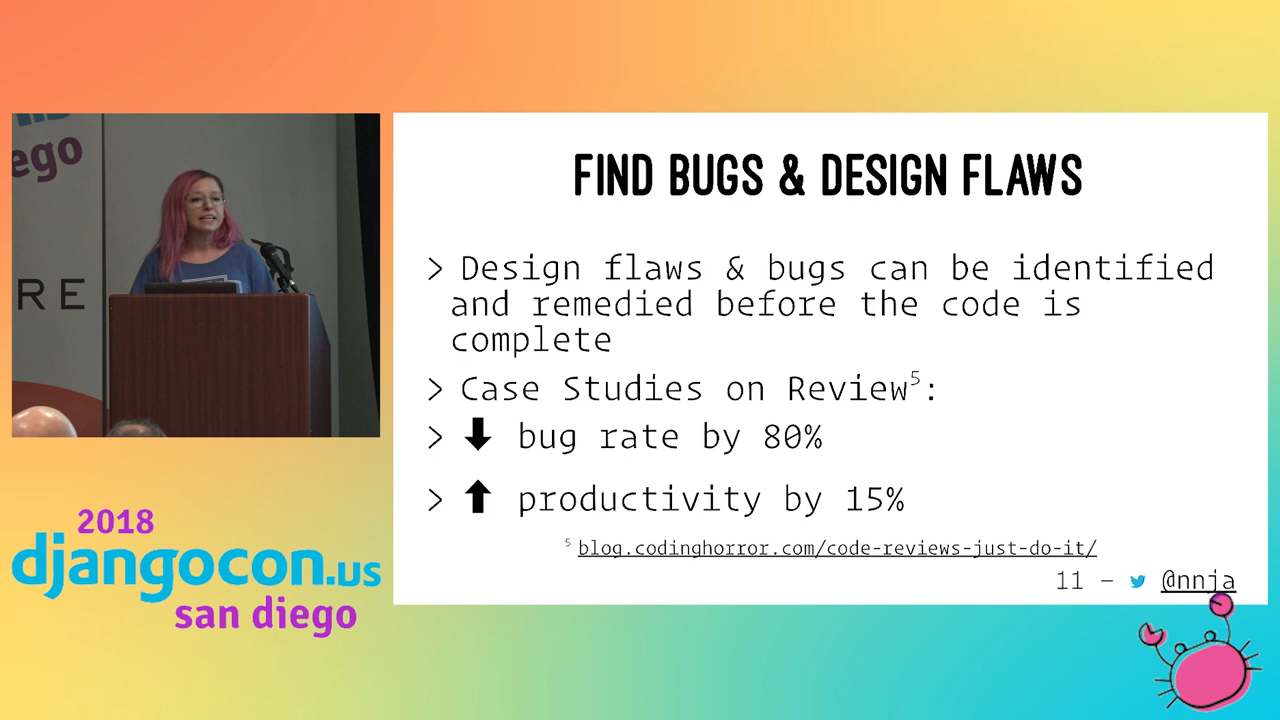 ego
RE
2018
djangocon.us
san diego
FIND BUGS & DESIGN FLAWS
> Design flaws & bugs can be identified
and remedied before the code is
complete
> Case Studies on Review5:
> ⬇ bug rate by 80%
> ⬆ productivity by 15%
5 blog.codinghorror.com/code-reviews-just-do-it/
11 – @nnja